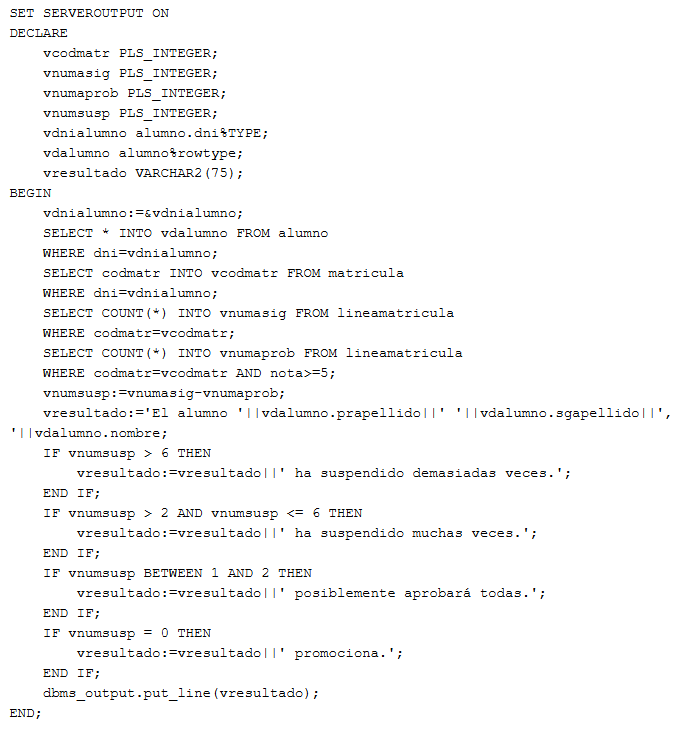 SET SERVEROUTPUT ON
DECLARE
    vcodmatr PLS_INTEGER;
    vnumasig PLS_INTEGER;
    vnumaprob PLS_INTEGER;
    vnumsusp PLS_INTEGER;
    vdnialumno alumno.dni%TYPE;
    vdalumno alumno%rowtype;
    vresultado VARCHAR2(75);
BEGIN
    vdnialumno:=&vdnialumno;
    SELECT * INTO vdalumno FROM alumno
    WHERE dni=vdnialumno;
    SELECT codmatr INTO vcodmatr FROM matricula
    WHERE dni=vdnialumno;
    SELECT COUNT(*) INTO vnumasig FROM lineamatricula
    WHERE codmatr=vcodmatr;
    SELECT COUNT(*) INTO vnumaprob FROM lineamatricula
    WHERE codmatr=vcodmatr AND nota>=5;
    vnumsusp:=vnumasig-vnumaprob;
    vresultado:='El alumno '||vdalumno.prapellido||' '||vdalumno.sgapellido||',
'||vdalumno.nombre;
    IF vnumsusp > 6 THEN
        vresultado:=vresultado||' ha suspendido demasiadas veces.';
    END IF;
    IF vnumsusp > 2 AND vnumsusp <= 6 THEN
        vresultado:=vresultado||' ha suspendido muchas veces.';
    END IF;
    IF vnumsusp BETWEEN 1 AND 2 THEN
        vresultado:=vresultado||' posiblemente aprobará todas.';
    END IF;
    IF vnumsusp = 0 THEN
        vresultado:=vresultado||' promociona.';
    END IF;
    dbms_output.put_line(vresultado);
END;